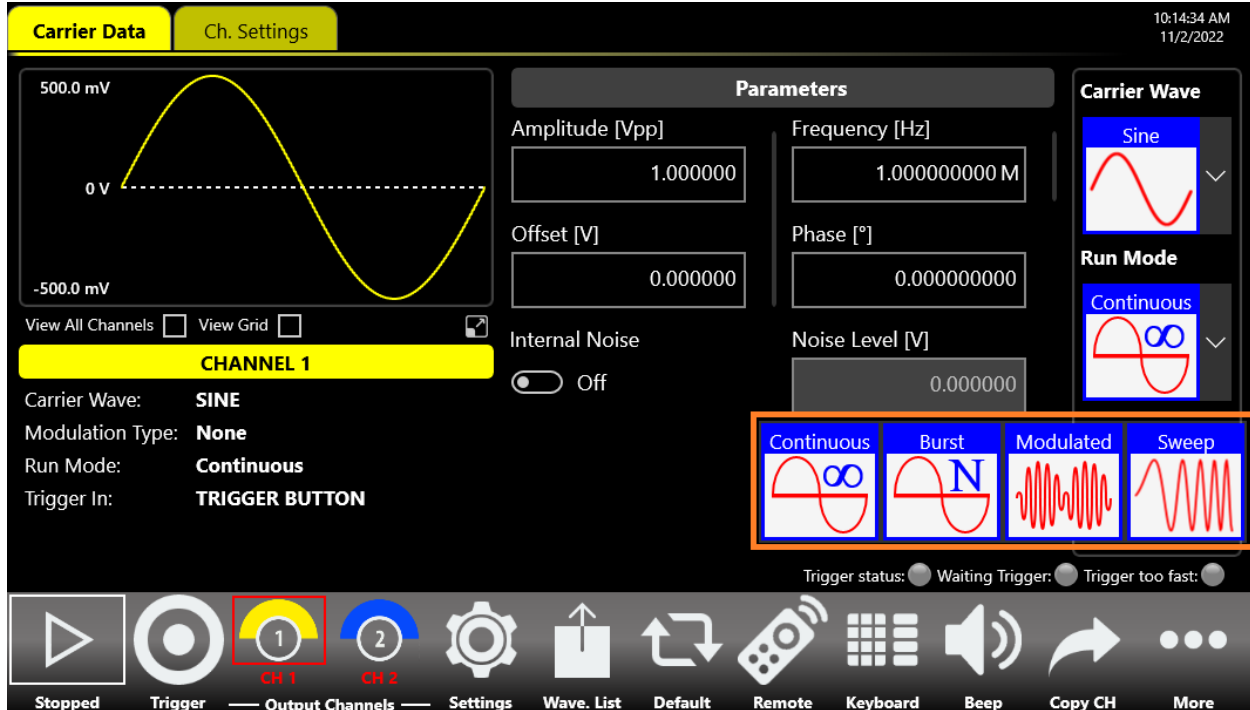 Carrier Data
Ch. Settings
10:14:34 AM
11/2/2022
500.0 mV
0 V
-500.0 mV
View All Channels
View Grid
CHANNEL 1
Carrier Wave: SINE
Modulation Type: None
Run Mode: Continuous
Trigger In: TRIGGER BUTTON
Parameters
Amplitude [Vpp]
1.000000
Frequency [Hz]
1.000000000 M
Offset [V]
0.000000
Phase [°]
0.000000000
Internal Noise
Off
Noise Level [V]
0.000000
Carrier Wave
Sine
Run Mode
Continuous
∞
Continuous
∞
Burst
N
Modulated
Sweep
Trigger status:
Waiting Trigger:
Trigger too fast:
1
CH 1
2
CH 2
Stopped
Trigger
Output Channels
Settings
Wave. List
Default
Remote
Keyboard
Beep
Copy CH
More